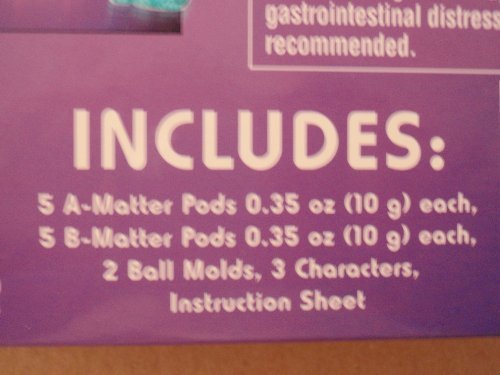 gastrointestinal distress
recommended.
INCLUDES:
5 A-Matter Pods 0.35 oz (10 g) each,
5 B-Matter Pods 0.35 oz (10 g) each,
2 Ball Molds, 3 Characters,
Instruction Sheet